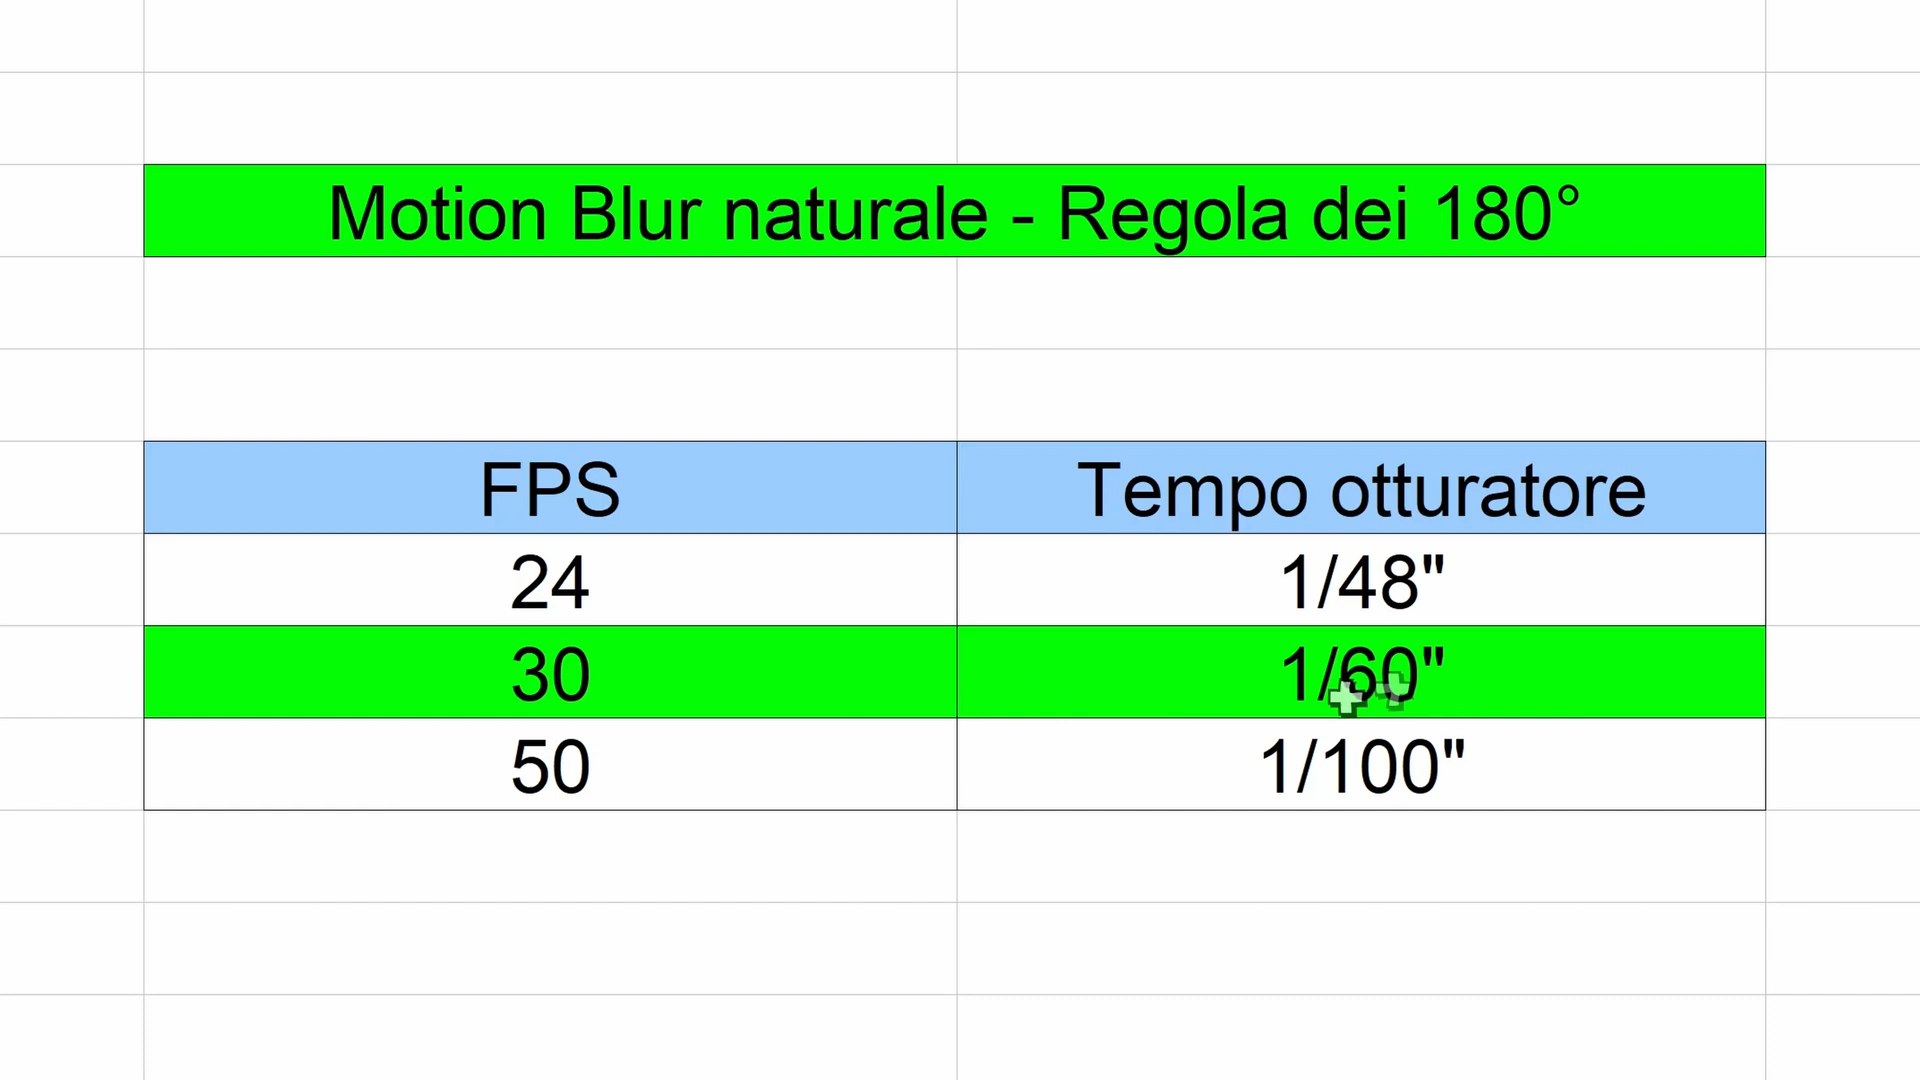 Motion Blur naturale - Regola dei 180°
FPS Tempo otturatore
24 1/48"
30 1/60"
50 1/100"